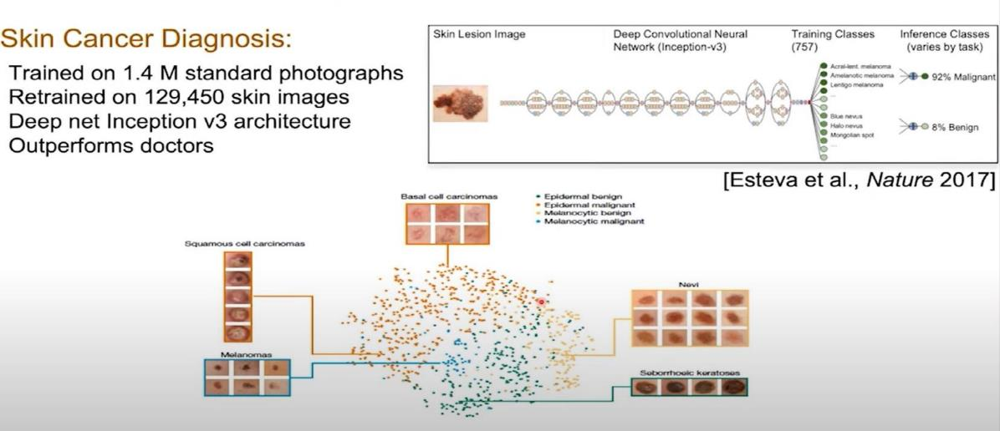 Skin Cancer Diagnosis:
Trained on 1.4 M standard photographs
Retrained on 129,450 skin images
Deep net Inception v3 architecture
Outperforms doctors
Skin Lesion Image
Deep Convolutional Neural
Network (Inception-v3)
Training Classes
(757)
Inference Classes
(varies by task)
Acral-lent. melanoma
Amelanotic melanoma
Lentigo melanoma
...
Blue nevus
Halo nevus
Mongolian spot
...
92% Malignant
8% Benign
[Esteva et al., Nature 2017]
Basal cell carcinomas
Epidermal benign
Epidermal malignant
Melanocytic benign
Melanocytic malignant
Squamous cell carcinomas
Nevi
Melanomas
Seborrhoeic keratoses